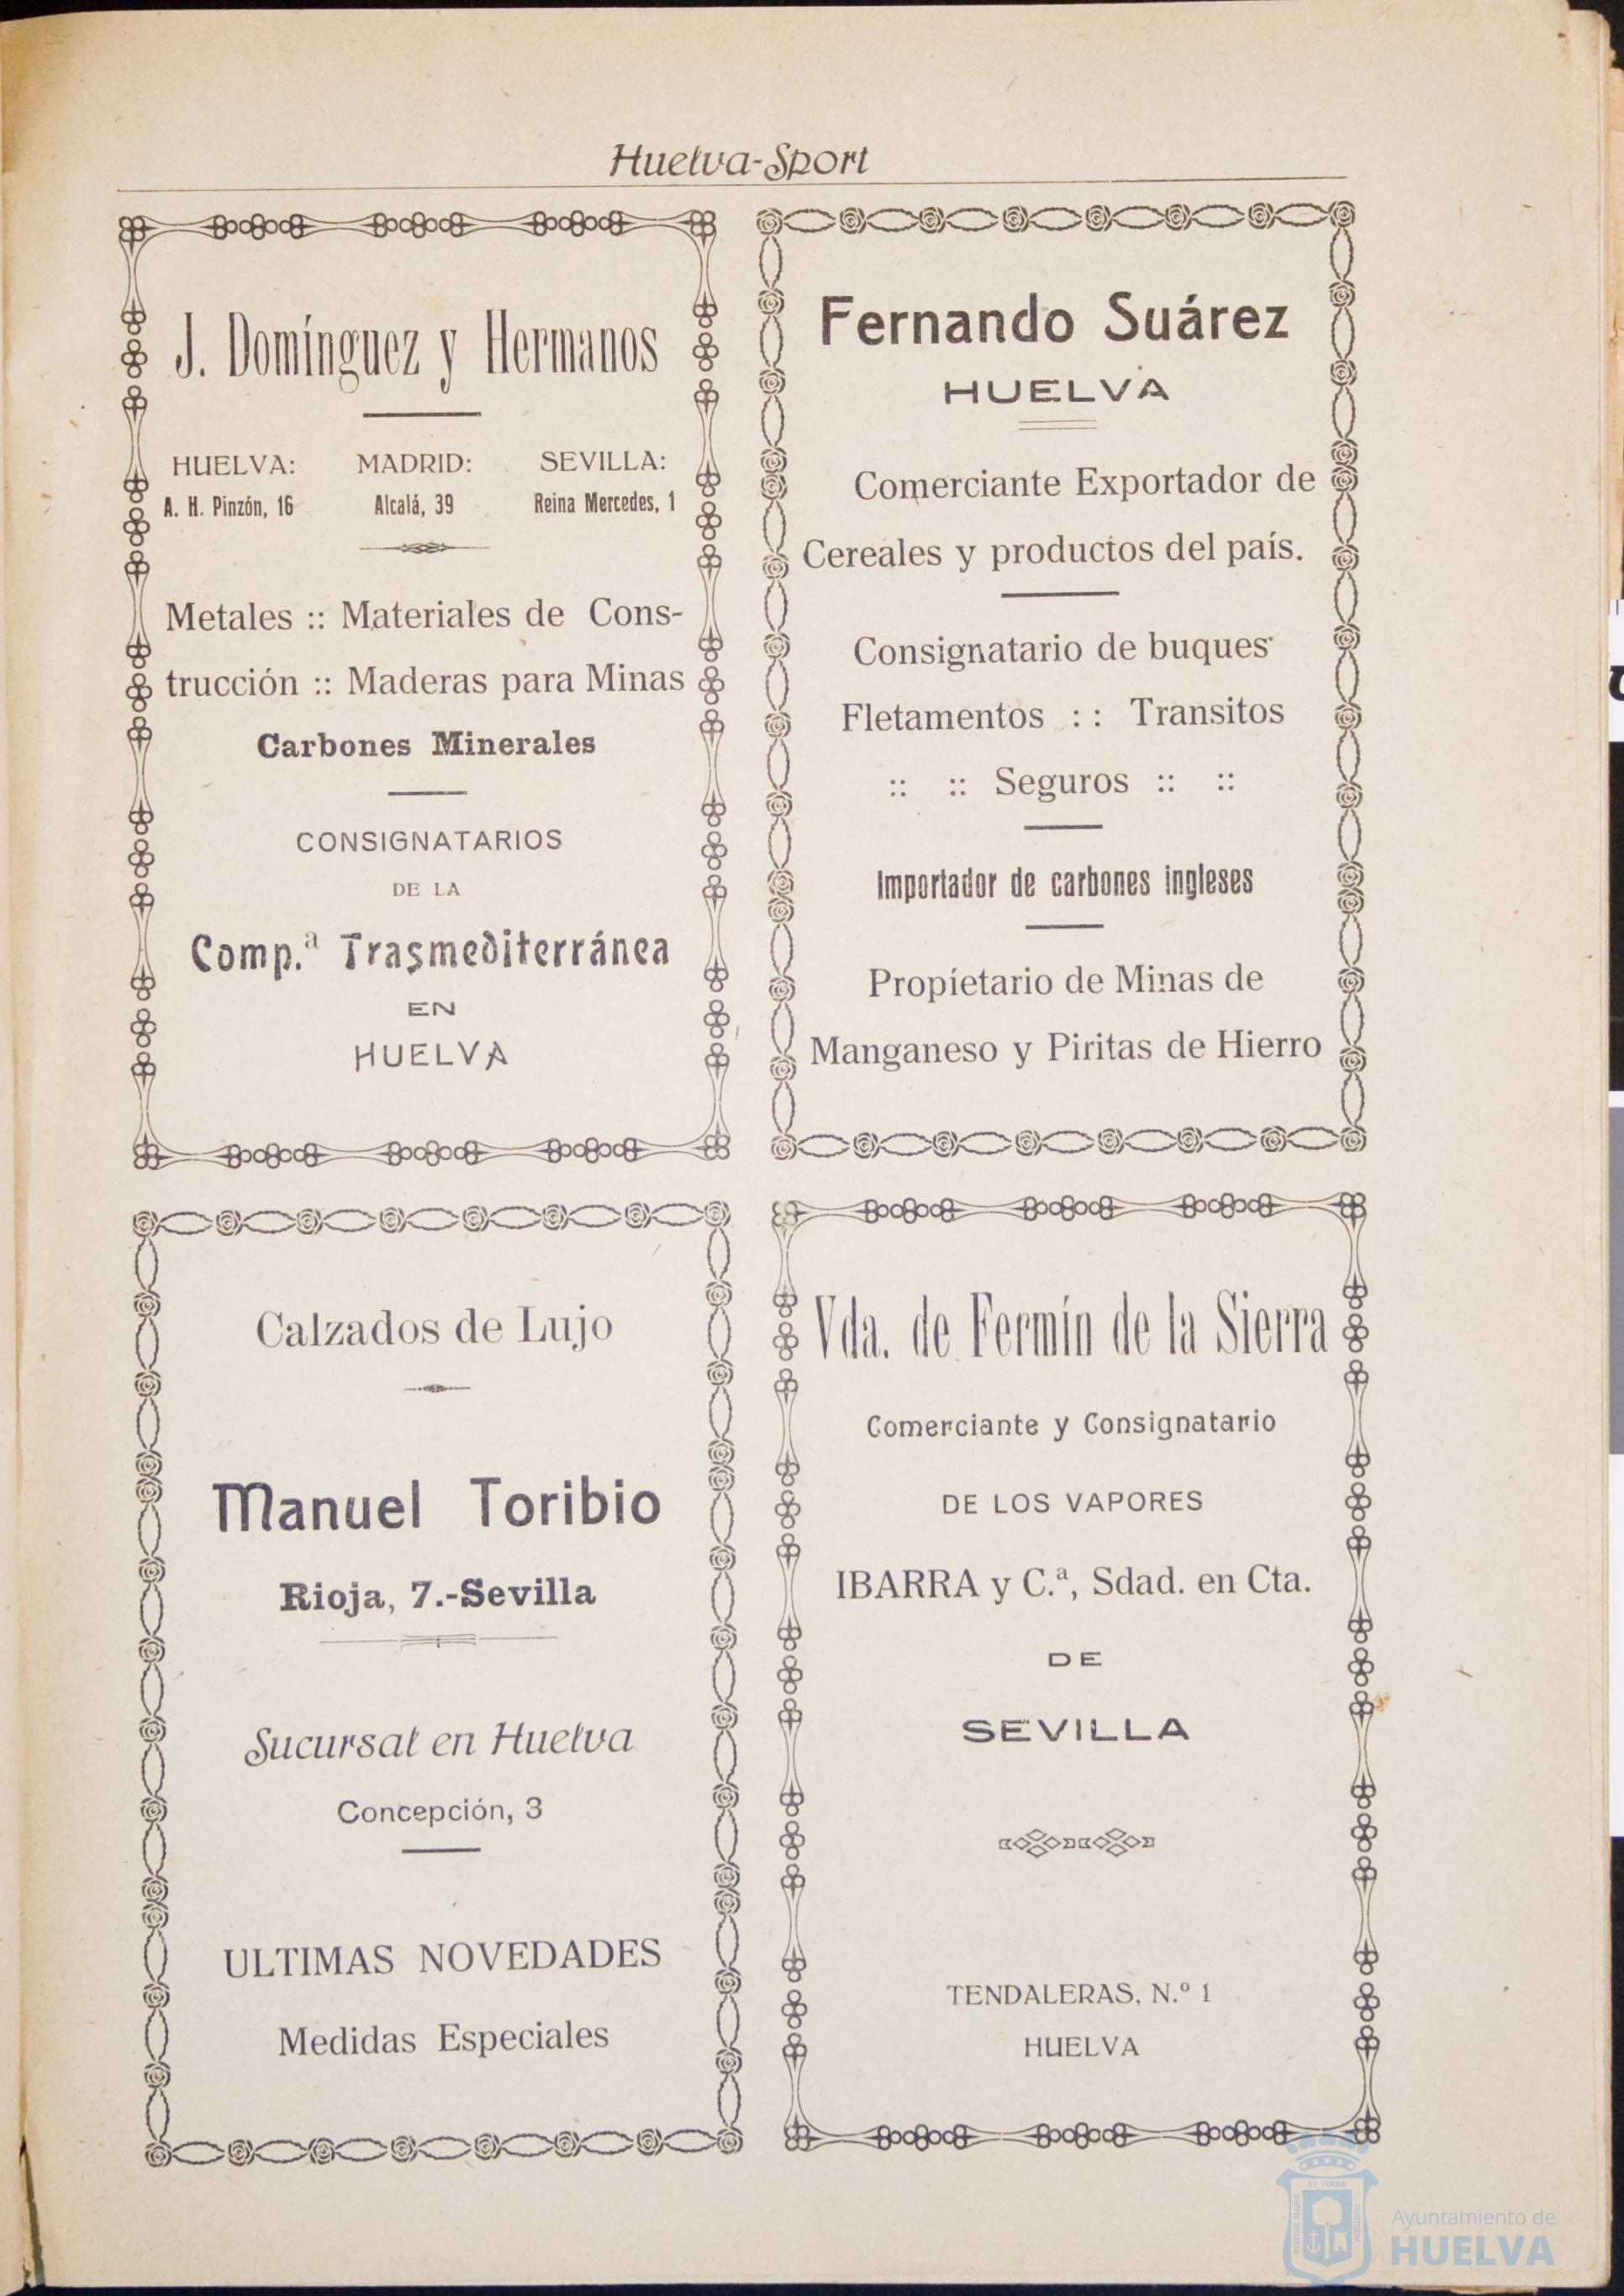 Huelva-Sport
J. Domínguez y Hermanos
HUELVA: MADRID: SEVILLA:
A. H. Pinzón, 16 Alcalá, 39 Reina Mercedes, 1
Metales :: Materiales de Cons-
trucción :: Maderas para Minas
Carbones Minerales
CONSIGNATARIOS
DE LA
Comp.ª Trasmediterránea
EN
HUELVA
Fernando Suárez
HUELVA
Comerciante Exportador de
Cereales y productos del país.
Consignatario de buques
Fletamentos :: Transitos
:: :: Seguros :: ::
Importador de carbones ingleses
Propietario de Minas de
Manganeso y Piritas de Hierro
Calzados de Lujo
Manuel Toribio
Rioja, 7.-Sevilla
Sucursal en Huelva
Concepción, 3
ULTIMAS NOVEDADES
Medidas Especiales
Vda. de Fermín de la Sierra
Comerciante y Consignatario
DE LOS VAPORES
IBARRA y C.ª, Sdad. en Cta.
DE
SEVILLA
TENDALERAS, N.º 1
HUELVA
Ayuntamiento de
HUELVA